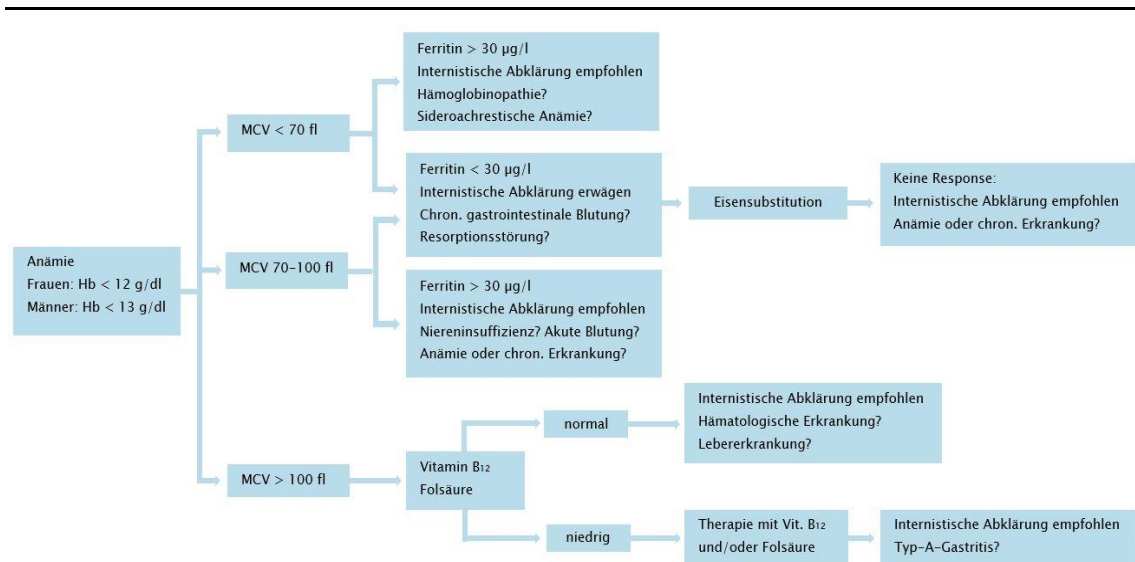 Anämie
Frauen: Hb < 12 g/dl
Männer: Hb < 13 g/dl
MCV < 70 fl
Ferritin > 30 µg/l
Internistische Abklärung empfohlen
Hämoglobinopathie?
Sideroachrestische Anämie?
Ferritin < 30 µg/l
Internistische Abklärung erwägen
Chron. gastrointestinale Blutung?
Resorptionsstörung?
Eisensubstitution
Keine Response:
Internistische Abklärung empfohlen
Anämie oder chron. Erkrankung?
MCV 70-100 fl
Ferritin > 30 µg/l
Internistische Abklärung empfohlen
Niereninsuffizienz? Akute Blutung?
Anämie oder chron. Erkrankung?
MCV > 100 fl
Vitamin B12
Folsäure
normal
Internistische Abklärung empfohlen
Hämatologische Erkrankung?
Lebererkrankung?
niedrig
Therapie mit Vit. B12
und/oder Folsäure
Internistische Abklärung empfohlen
Typ-A-Gastritis?